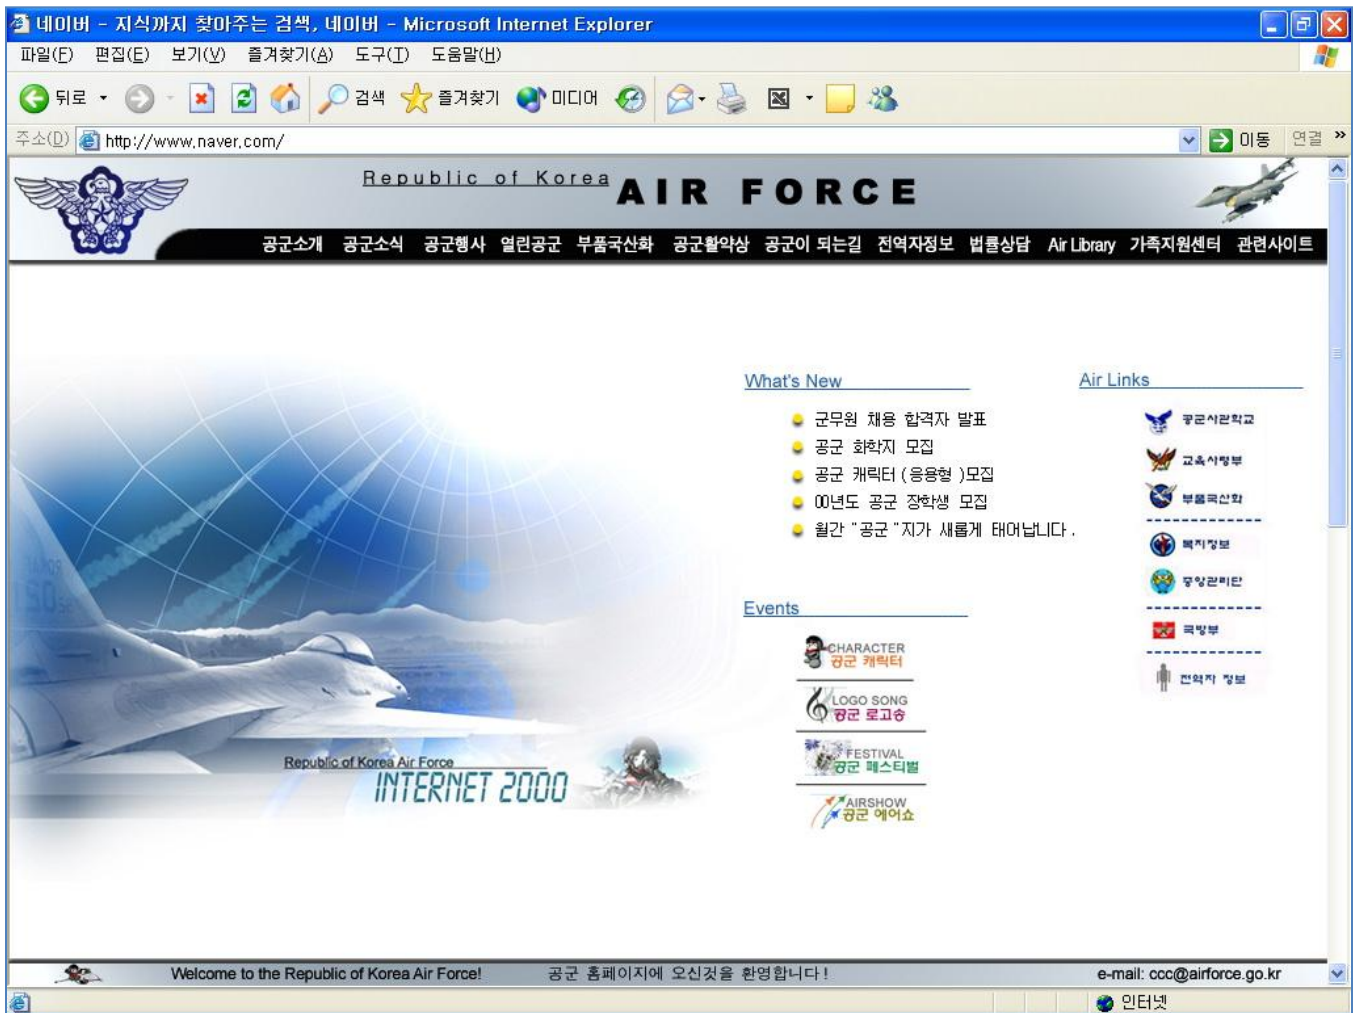 네이버 - 지식까지 찾아주는 검색, 네이버 - Microsoft Internet Explorer
파일(F) 편집(E) 보기(V) 즐겨찾기(A) 도구(T) 도움말(H)
뒤로 검색 즐겨찾기 미디어
주소(D) http://www.naver.com/ 이동 연결 »
Republic of Korea AIR FORCE
공군소개 공군소식 공군행사 열린공군 부품국산화 공군활약상 공군이 되는길 전역자정보 법률상담 Air Library 가족지원센터 관련사이트
What's New
군무원 채용 합격자 발표
공군 화학지 모집
공군 캐릭터 (응용형 )모집
00년도 공군 장학생 모집
월간 "공군 "지가 새롭게 태어납니다 .
Air Links
공군사관학교
교육사령부
부품국산화
복지정보
중앙관리단
국방부
전역자 정보
Events
CHARACTER
공군 캐릭터
LOGO SONG
공군 로고송
FESTIVAL
공군 페스티벌
AIRSHOW
공군 에어쇼
Republic of Korea Air Force
INTERNET 2000
Welcome to the Republic of Korea Air Force! 공군 홈페이지에 오신것을 환영합니다! e-mail: ccc@airforce.go.kr
인터넷